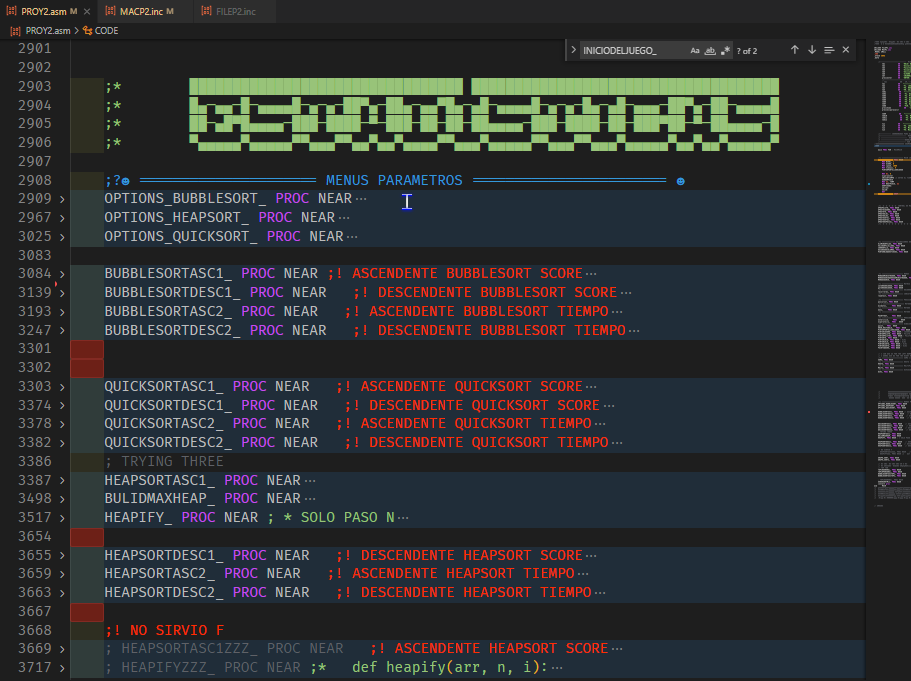 PROY2.asm M × MACP2.inc M FILEP2.inc
PROY2.asm > CODE
INICIODELJUEGO_ Aa ab .* ? of 2
2901
2902
2903 ;*
2904 ;*
2905 ;*
2906 ;*
2907
2908 ;?☻ ═════════════════════ MENUS PARAMETROS ═══════════════════════ ☻
2909 > OPTIONS_BUBBLESORT_ PROC NEAR···
2967 > OPTIONS_HEAPSORT_ PROC NEAR···
3025 > OPTIONS_QUICKSORT_ PROC NEAR···
3083
3084 > BUBBLESORTASC1_ PROC NEAR ;! ASCENDENTE BUBBLESORT SCORE···
3139 > BUBBLESORTDESC1_ PROC NEAR ;! DESCENDENTE BUBBLESORT SCORE···
3193 > BUBBLESORTASC2_ PROC NEAR ;! ASCENDENTE BUBBLESORT TIEMPO···
3247 > BUBBLESORTDESC2_ PROC NEAR ;! DESCENDENTE BUBBLESORT TIEMPO···
3301
3302
3303 > QUICKSORTASC1_ PROC NEAR ;! ASCENDENTE QUICKSORT SCORE···
3374 > QUICKSORTDESC1_ PROC NEAR ;! DESCENDENTE QUICKSORT SCORE···
3378 > QUICKSORTASC2_ PROC NEAR ;! ASCENDENTE QUICKSORT TIEMPO···
3382 > QUICKSORTDESC2_ PROC NEAR ;! DESCENDENTE QUICKSORT TIEMPO···
3386 ; TRYING THREE
3387 > HEAPSORTASC1_ PROC NEAR···
3498 > BULIDMAXHEAP_ PROC NEAR···
3517 > HEAPIFY_ PROC NEAR ; * SOLO PASO N···
3654
3655 > HEAPSORTDESC1_ PROC NEAR ;! DESCENDENTE HEAPSORT SCORE···
3659 > HEAPSORTASC2_ PROC NEAR ;! ASCENDENTE HEAPSORT TIEMPO···
3663 > HEAPSORTDESC2_ PROC NEAR ;! DESCENDENTE HEAPSORT TIEMPO···
3667
3668 ;! NO SIRVIO F
3669 > ; HEAPSORTASC1ZZZ_ PROC NEAR ;! ASCENDENTE HEAPSORT SCORE···
3717 > ; HEAPIFYZZZ_ PROC NEAR ;* def heapify(arr, n, i):···